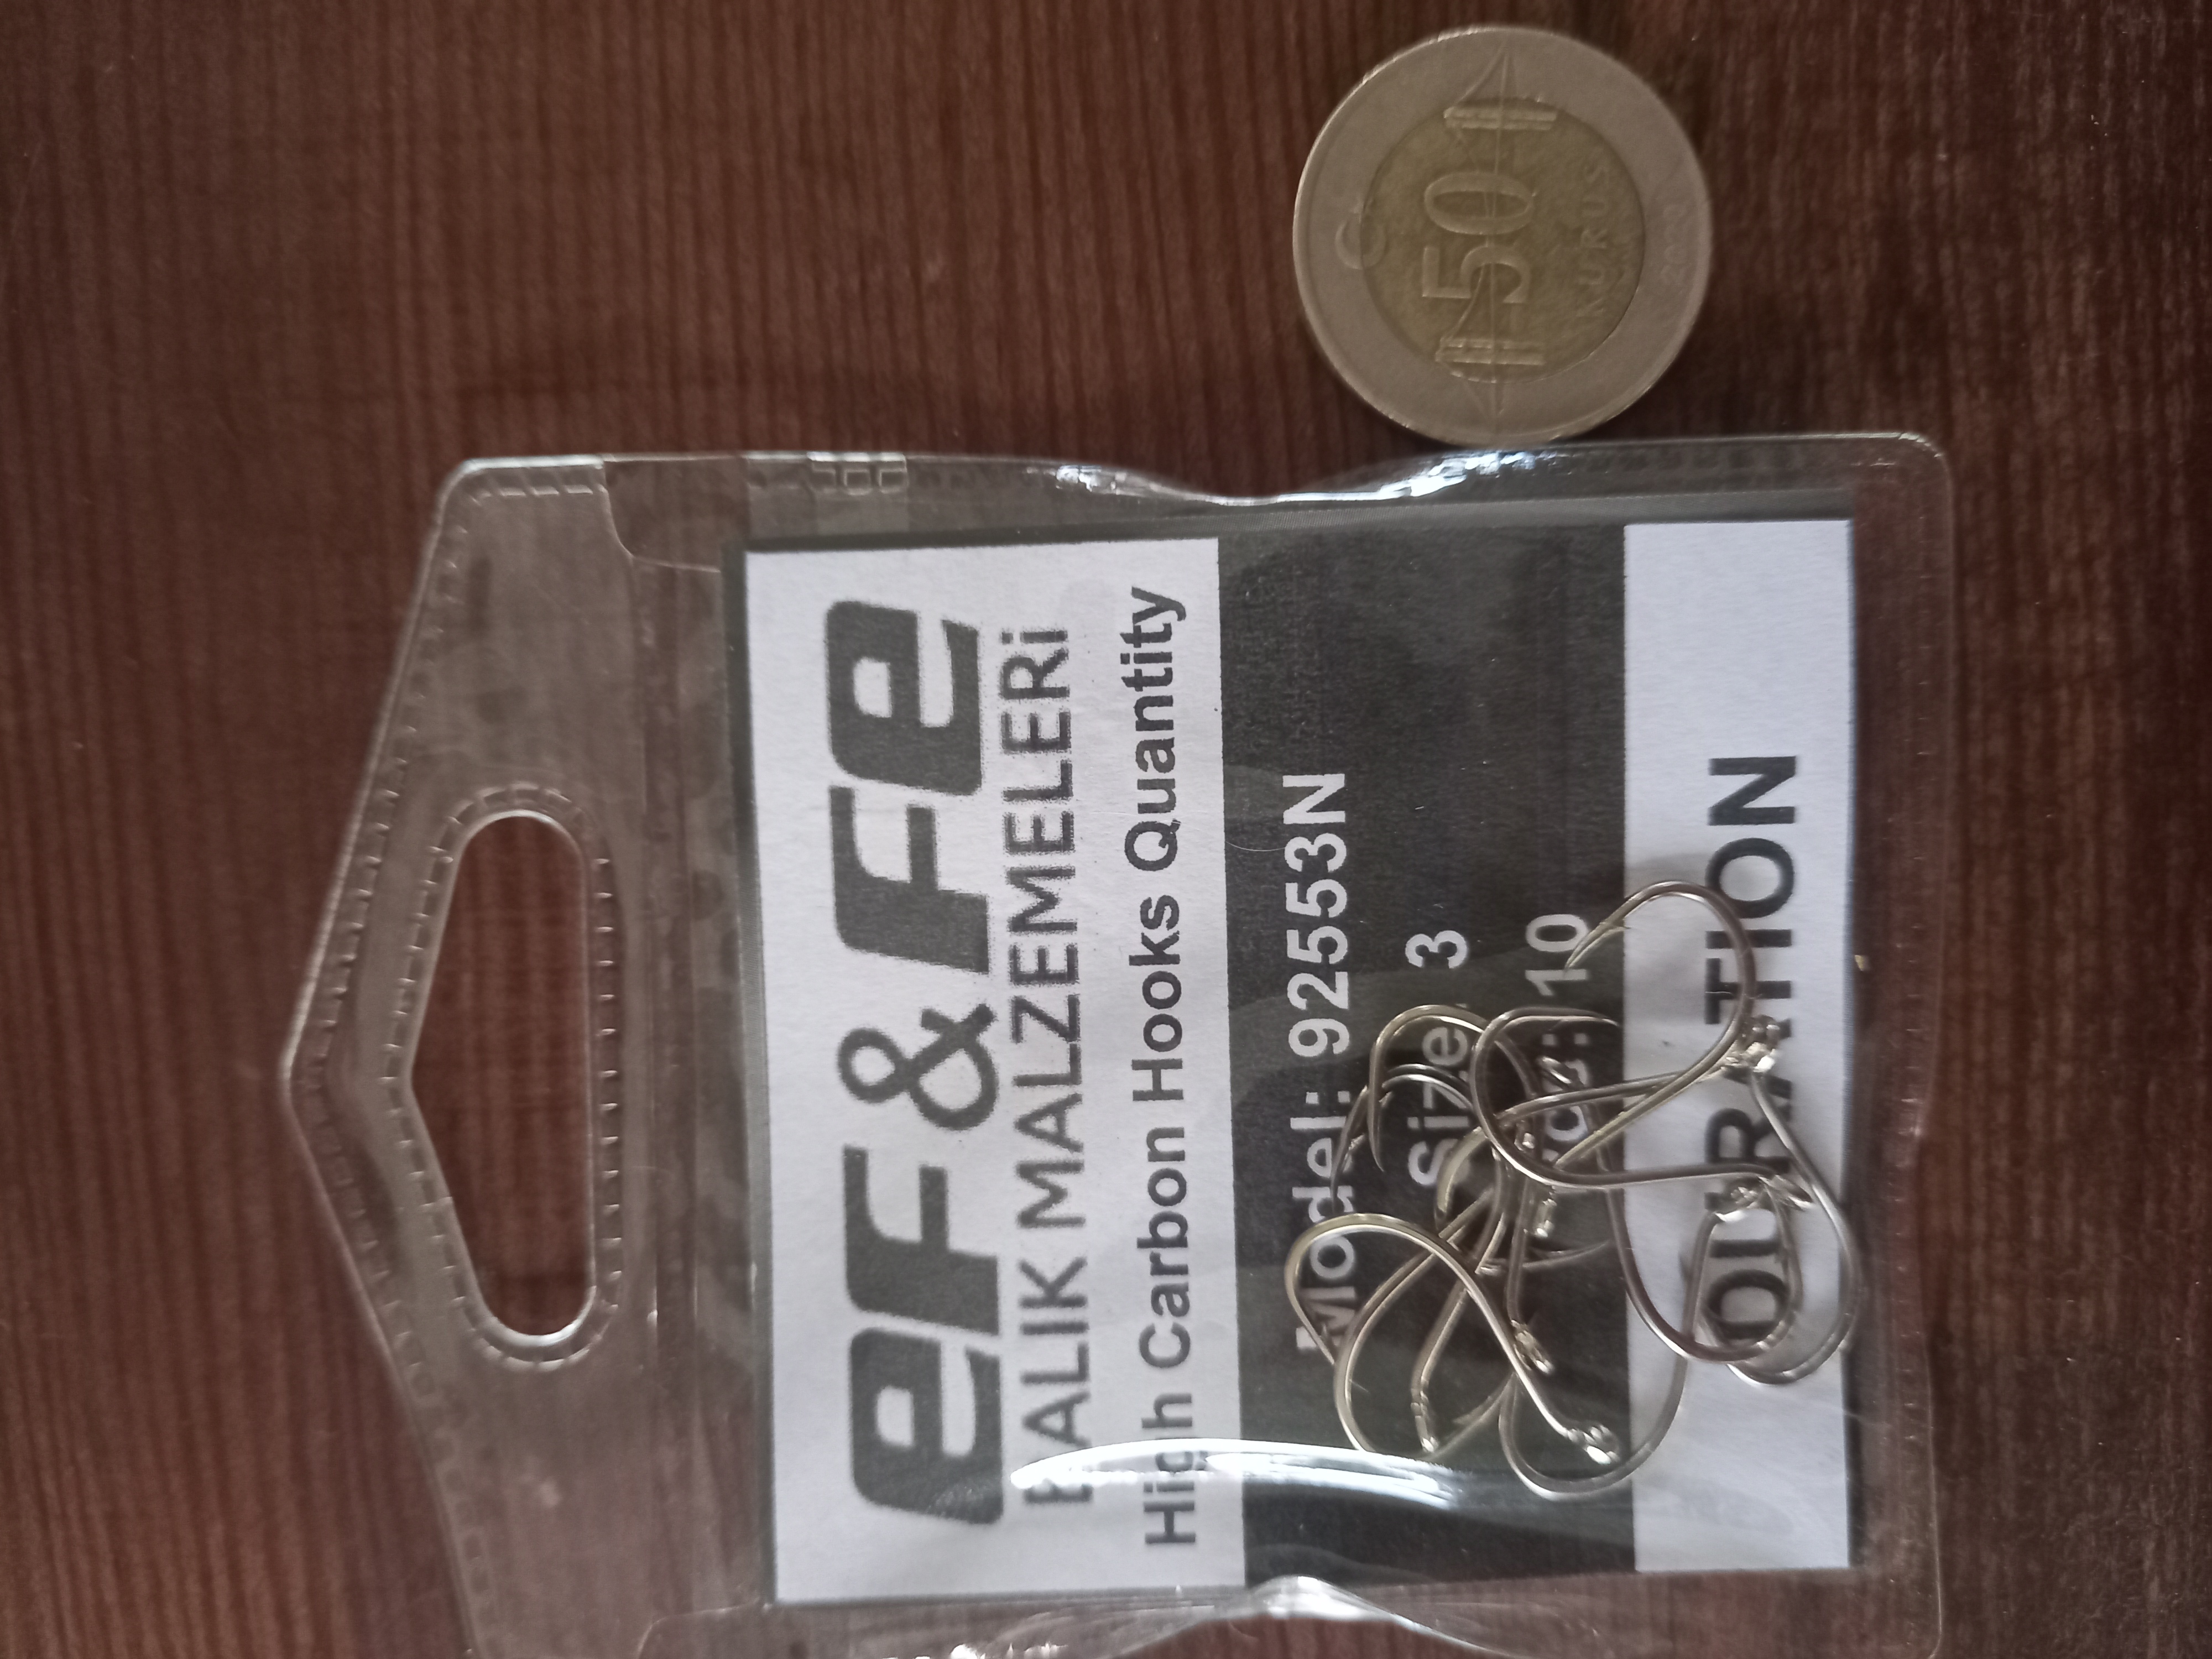 eF & Fe
BALIK MALZEMELERİ
High Carbon Hooks Quantity
Model: 92553N
Size 3
10
50
KURUŞ